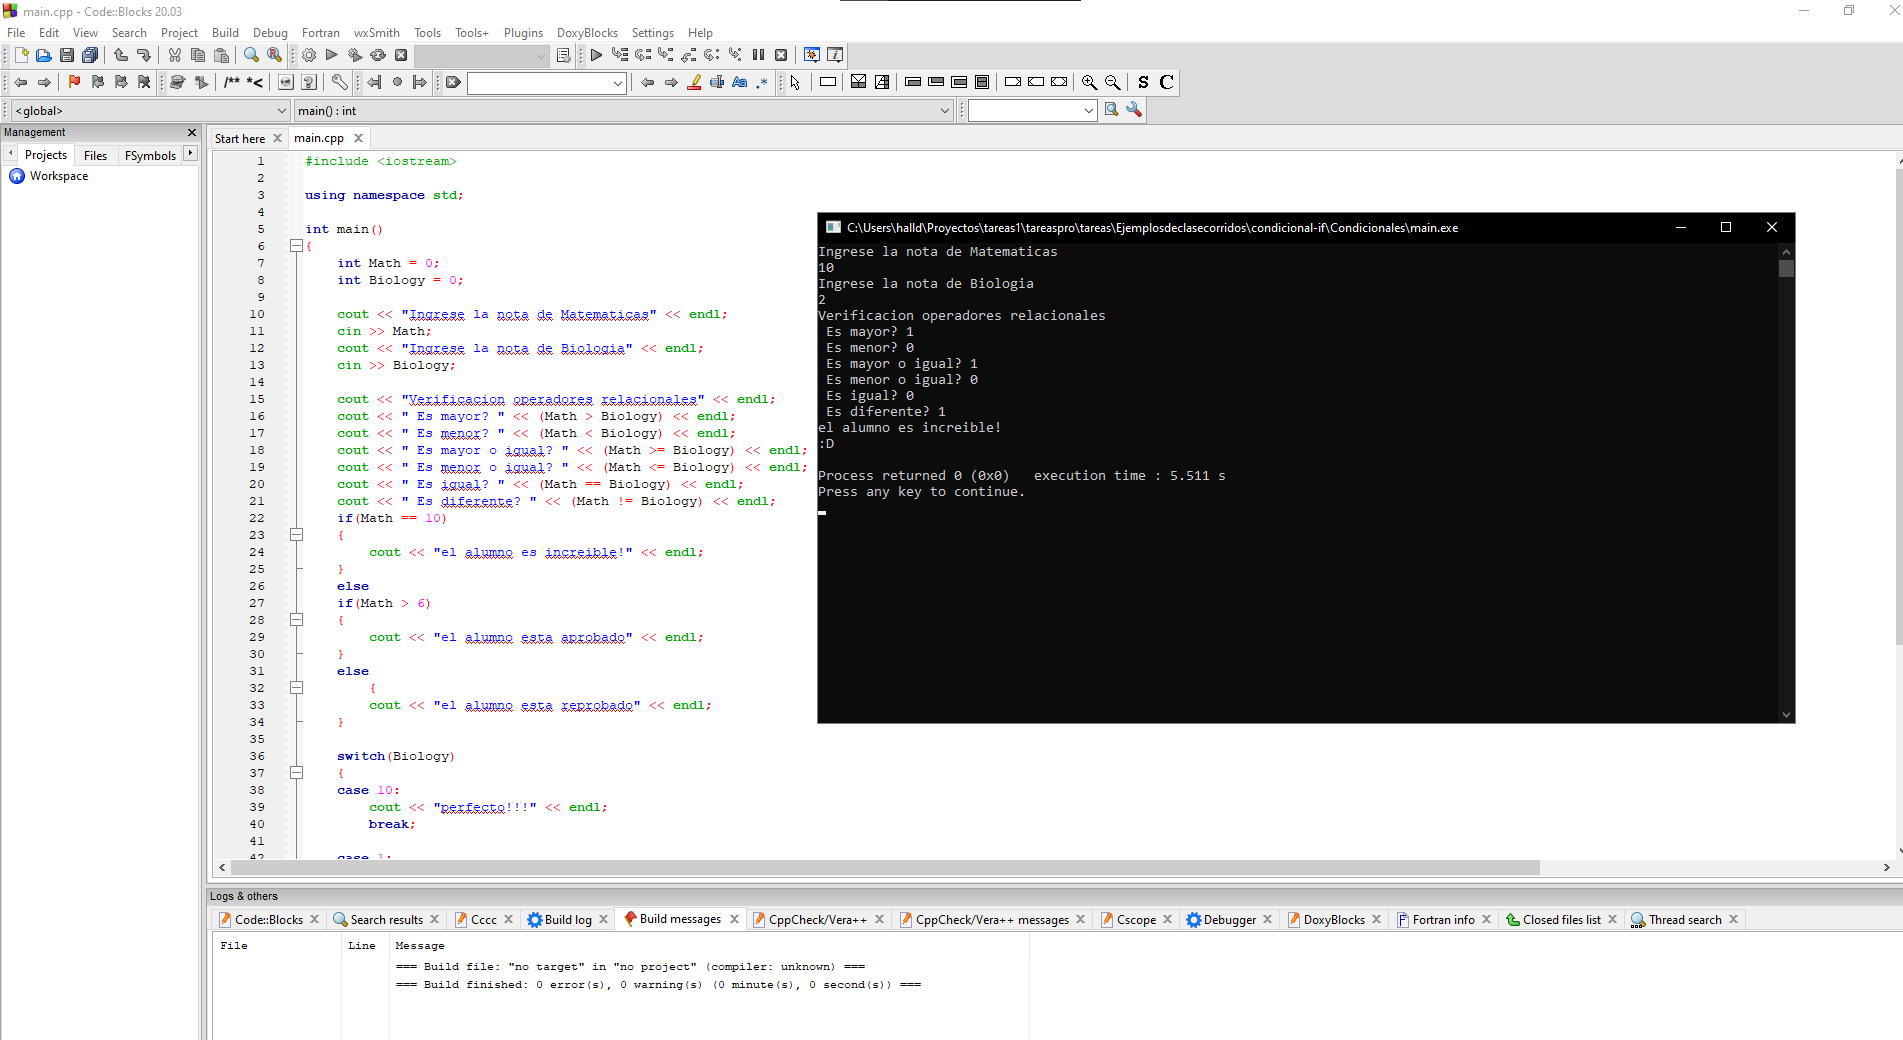 main.cpp - Code::Blocks 20.03
File Edit View Search Project Build Debug Fortran wxSmith Tools Tools+ Plugins DoxyBlocks Settings Help
/** *<
S C
<global> main() : int
Management
Start here main.cpp
Projects Files FSymbols
Workspace
1 #include <iostream>
2
3 using namespace std;
4
5 int main()
6 {
7 int Math = 0;
8 int Biology = 0;
9
10 cout << "Ingrese la nota de Matematicas" << endl;
11 cin >> Math;
12 cout << "Ingrese la nota de Biologia" << endl;
13 cin >> Biology;
14
15 cout << "Verificacion operadores relacionales" << endl;
16 cout << " Es mayor? " << (Math > Biology) << endl;
17 cout << " Es menor? " << (Math < Biology) << endl;
18 cout << " Es mayor o igual? " << (Math >= Biology) << endl;
19 cout << " Es menor o igual? " << (Math <= Biology) << endl;
20 cout << " Es igual? " << (Math == Biology) << endl;
21 cout << " Es diferente? " << (Math != Biology) << endl;
22 if(Math == 10)
23 {
24 cout << "el alumno es increible!" << endl;
25 }
26 else
27 if(Math > 6)
28 {
29 cout << "el alumno esta aprobado" << endl;
30 }
31 else
32 {
33 cout << "el alumno esta reprobado" << endl;
34 }
35
36 switch(Biology)
37 {
38 case 10:
39 cout << "perfecto!!!" << endl;
40 break;
41
42 case 1:
C:\Users\halld\Proyectos\tareas1\tareaspro\tareas\Ejemplosdeclasecorridos\condicional-if\Condicionales\main.exe
Ingrese la nota de Matematicas
10
Ingrese la nota de Biologia
2
Verificacion operadores relacionales
Es mayor? 1
Es menor? 0
Es mayor o igual? 1
Es menor o igual? 0
Es igual? 0
Es diferente? 1
el alumno es increible!
:D
Process returned 0 (0x0) execution time : 5.511 s
Press any key to continue.
Logs & others
Code::Blocks Search results Cccc Build log Build messages CppCheck/Vera++ CppCheck/Vera++ messages Cscope Debugger DoxyBlocks Fortran info Closed files list Thread search
File Line Message
=== Build file: "no target" in "no project" (compiler: unknown) ===
=== Build finished: 0 error(s), 0 warning(s) (0 minute(s), 0 second(s)) ===